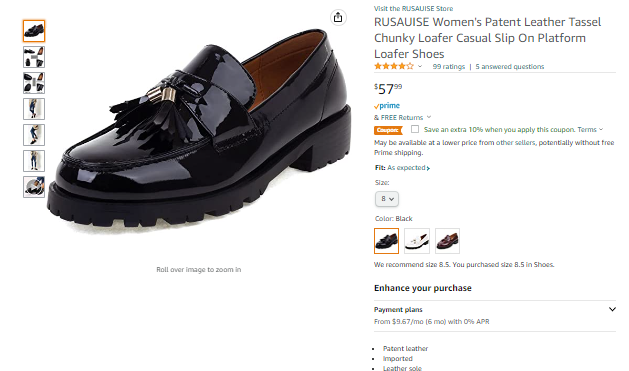 Visit the RUSAUISE Store
RUSAUISE Women's Patent Leather Tassel
Chunky Loafer Casual Slip On Platform
Loafer Shoes
99 ratings | 5 answered questions
$5799
prime
& FREE Returns
Coupon: Save an extra 10% when you apply this coupon. Terms
May be available at a lower price from other sellers, potentially without free
Prime shipping.
Fit: As expected
Size:
8
Color: Black
We recommend size 8.5. You purchased size 8.5 in Shoes.
Enhance your purchase
Payment plans
From $9.67/mo (6 mo) with 0% APR
• Patent leather
• Imported
• Leather sole
Roll over image to zoom in